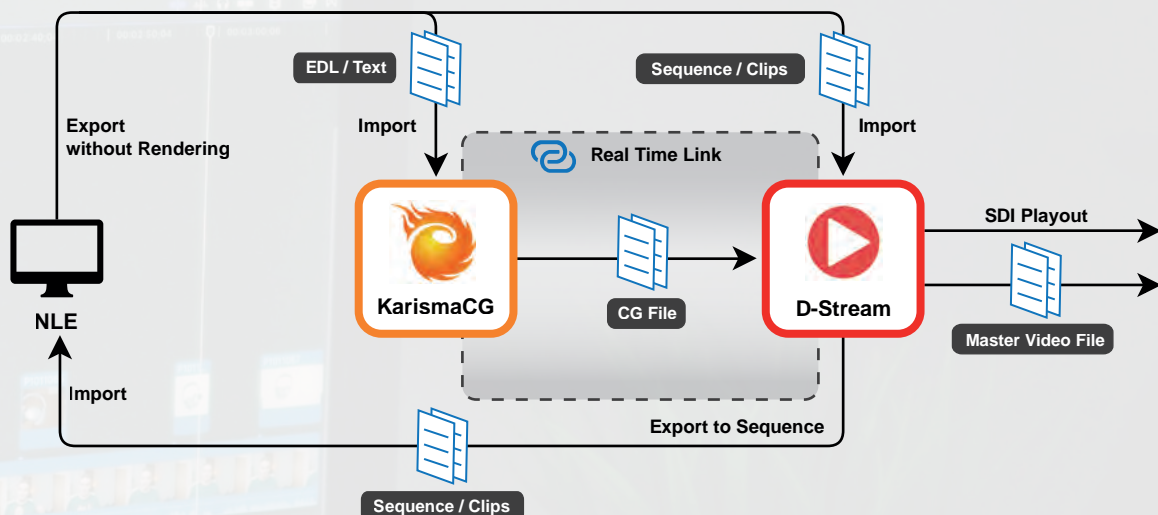 EDL / Text
Sequence / Clips
Export
without Rendering
Import
Import
Real Time Link
SDI Playout
KarismaCG
D-Stream
NLE
CG File
Master Video File
Import
Export to Sequence
Sequence / Clips